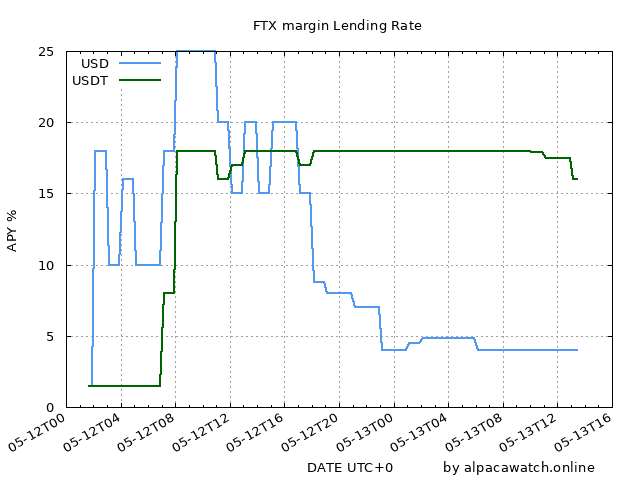 FTX margin Lending Rate
USD
USDT
25
20
15
10
5
0
APY %
05-12T00
05-12T04
05-12T08
05-12T12
05-12T16
05-12T20
05-13T00
05-13T04
05-13T08
05-13T12
05-13T16
DATE UTC+0
by alpacawatch.online